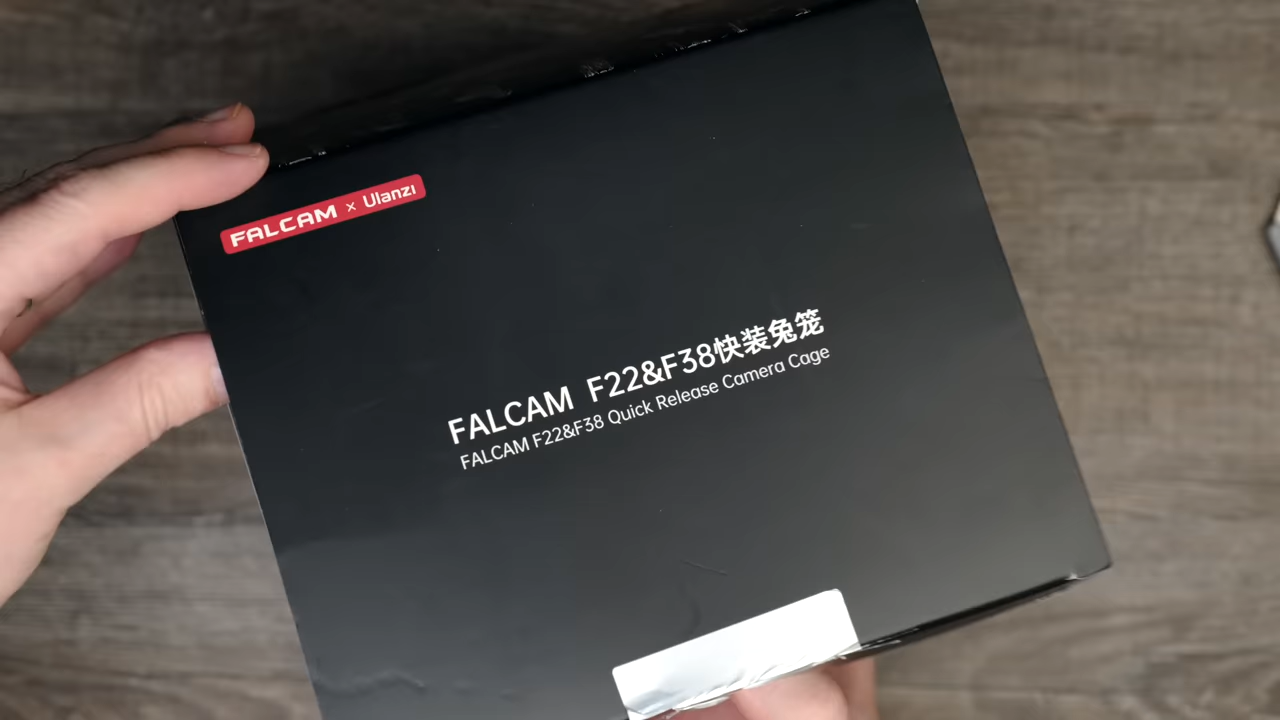 FALCAM × Ulanzi
FALCAM F22&F38快装兔笼
FALCAM F22&F38 Quick Release Camera Cage